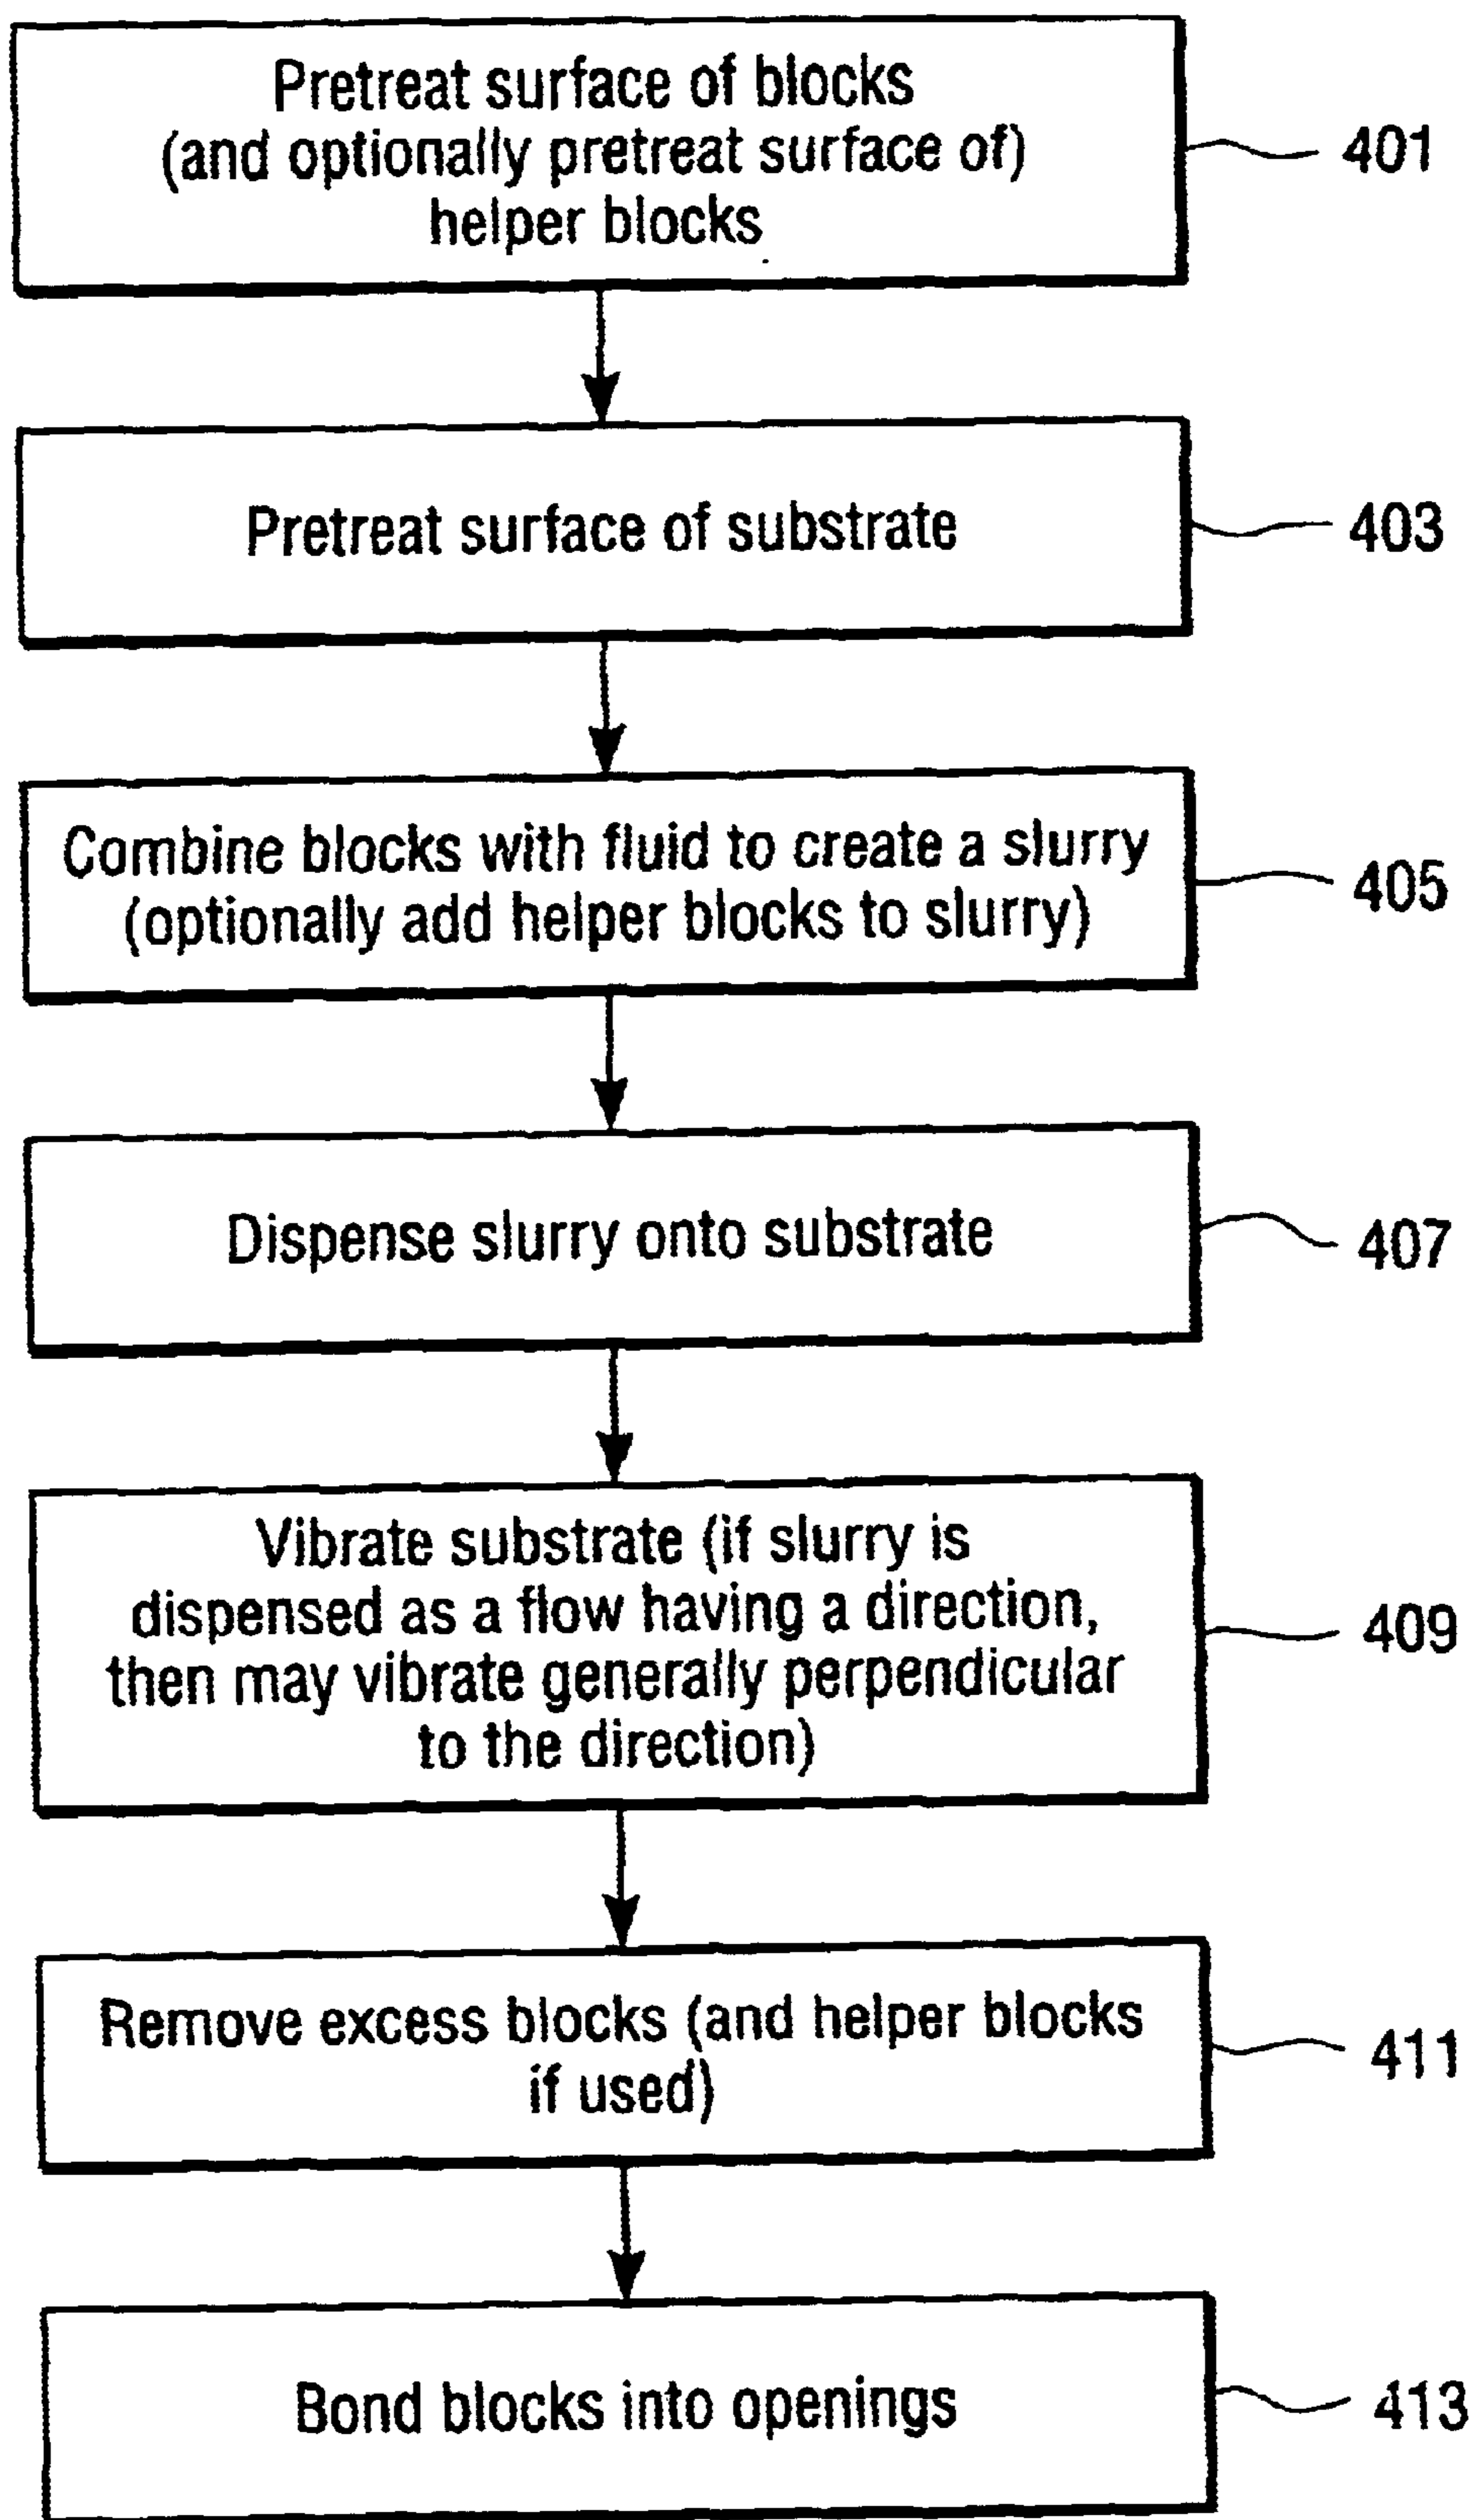 Pretreat surface of blocks
(and optionally pretreat surface of)
helper blocks
401
Pretreat surface of substrate
403
Combine blocks with fluid to create a slurry
(optionally add helper blocks to slurry)
405
Dispense slurry onto substrate
407
Vibrate substrate (if slurry is
dispensed as a flow having a direction,
then may vibrate generally perpendicular
to the direction)
409
Remove excess blocks (and helper blocks
if used)
411
Bond blocks into openings
413